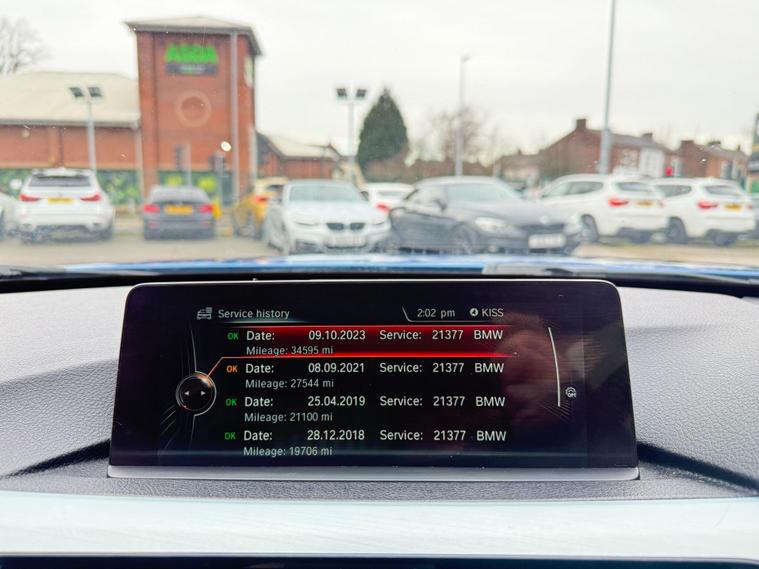 ASDA
Service history
2:02 pm
KISS
OK Date: 09.10.2023 Service: 21377 BMW
Mileage: 34595 mi
OK Date: 08.09.2021 Service: 21377 BMW
Mileage: 27544 mi
OK Date: 25.04.2019 Service: 21377 BMW
Mileage: 21100 mi
OK Date: 28.12.2018 Service: 21377 BMW
Mileage: 19706 mi
OPT